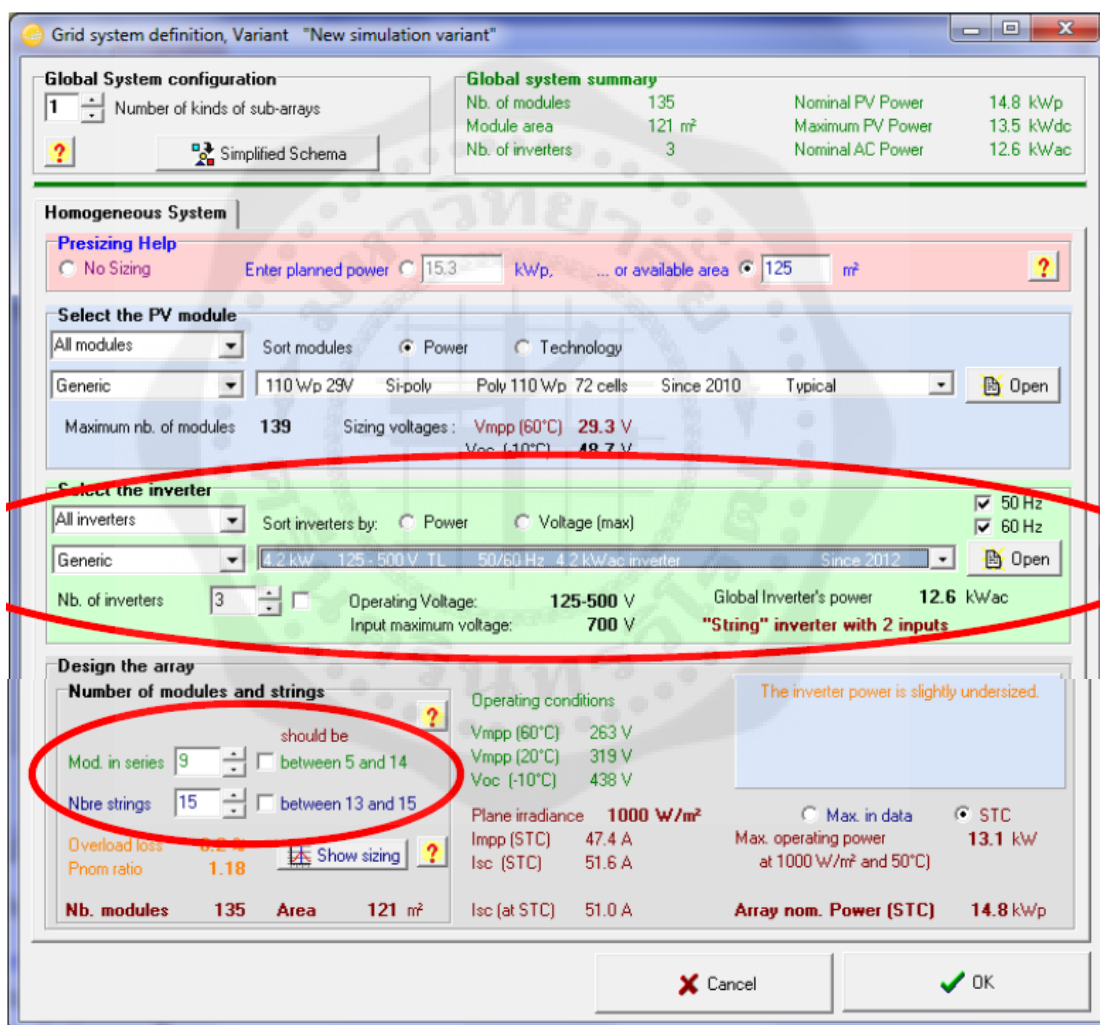 Grid system definition, Variant "New simulation variant"
Global System configuration
1 Number of kinds of sub-arrays
? Simplified Schema
Global system summary
Nb. of modules 135 Nominal PV Power 14.8 kWp
Module area 121 m² Maximum PV Power 13.5 kWdc
Nb. of inverters 3 Nominal AC Power 12.6 kWac
Homogeneous System
Presizing Help
No Sizing Enter planned power 15.3 kWp, ... or available area 125 m² ?
Select the PV module
All modules Sort modules Power Technology
Generic 110 Wp 29V Si-poly Poly 110 Wp 72 cells Since 2010 Typical Open
Maximum nb. of modules 139 Sizing voltages : Vmpp (60°C) 29.3 V
Voc (-10°C) 48.7 V
Select the inverter
50 Hz
All inverters Sort inverters by: Power Voltage (max) 60 Hz
Generic 4.2 kW 125 - 500 V TL 50/60 Hz 4.2 kWac inverter Since 2012 Open
Nb. of inverters 3 Operating Voltage: 125-500 V Global Inverter's power 12.6 kWac
Input maximum voltage: 700 V "String" inverter with 2 inputs
Design the array
Number of modules and strings
?
should be
Mod. in series 9 between 5 and 14
Nbre strings 15 between 13 and 15
Overload loss 0.2 % Show sizing ?
Pnom ratio 1.18
Nb. modules 135 Area 121 m²
Operating conditions
Vmpp (60°C) 263 V
Vmpp (20°C) 319 V
Voc (-10°C) 438 V
Plane irradiance 1000 W/m²
Impp (STC) 47.4 A
Isc (STC) 51.6 A
Isc (at STC) 51.0 A
The inverter power is slightly undersized.
Max. in data STC
Max. operating power 13.1 kW
at 1000 W/m² and 50°C)
Array nom. Power (STC) 14.8 kWp
Cancel OK